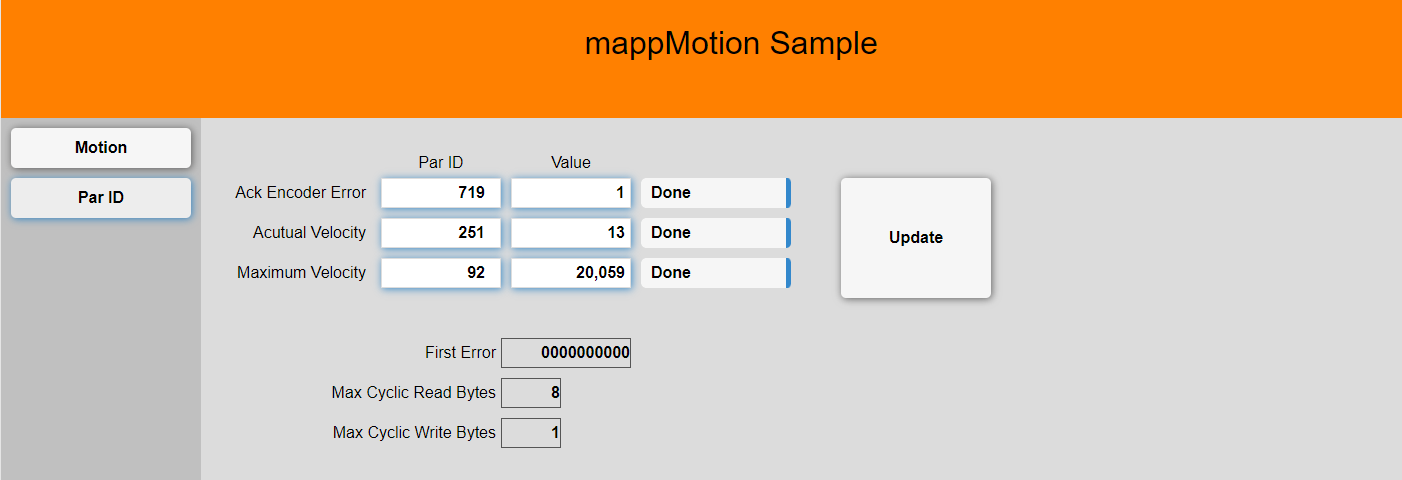 mappMotion Sample
Motion
Par ID
Par ID Value
Ack Encoder Error 719 1 Done
Acutual Velocity 251 13 Done
Maximum Velocity 92 20,059 Done
Update
First Error 0000000000
Max Cyclic Read Bytes 8
Max Cyclic Write Bytes 1